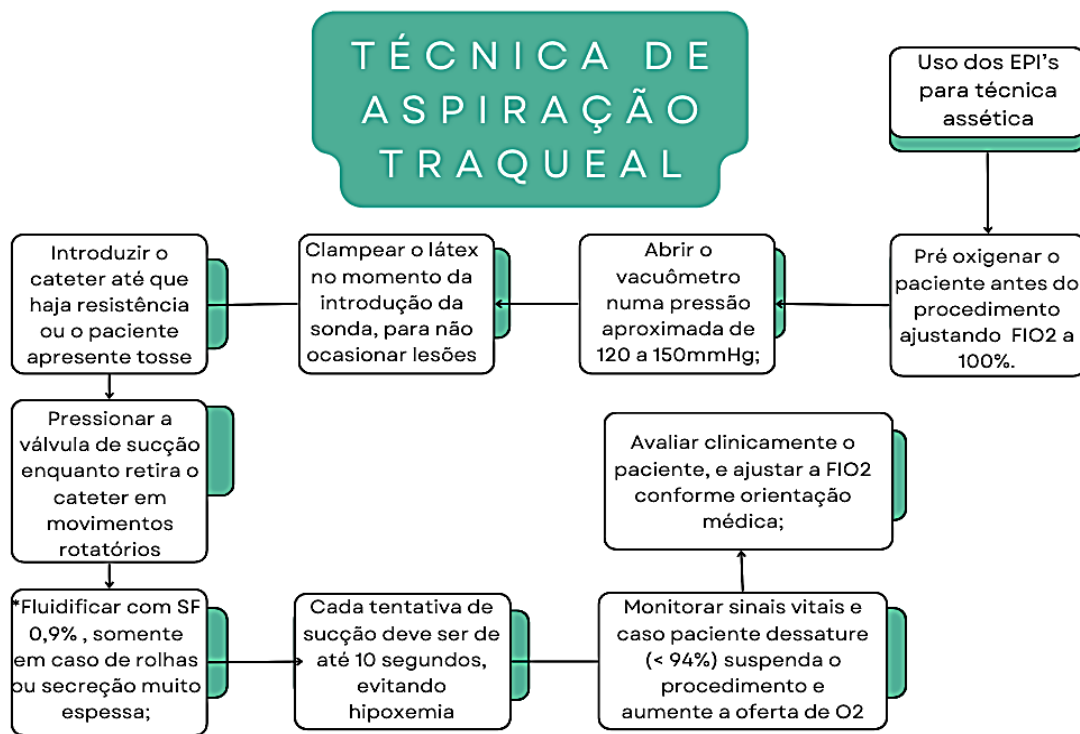 TÉCNICA DE
ASPIRAÇÃO
TRAQUEAL
Uso dos EPI's
para técnica
assética
Pré oxigenar o
paciente antes do
procedimento
ajustando FIO2 a
100%.
Abrir o
vacuômetro
numa pressão
aproximada de
120 a 150mmHg;
Clampear o látex
no momento da
introdução da
sonda, para não
ocasionar lesões
Introduzir o
cateter até que
haja resistência
ou o paciente
apresente tosse
Pressionar a
válvula de sucção
enquanto retira o
cateter em
movimentos
rotatórios
*Fluidificar com SF
0,9% , somente
em caso de rolhas
ou secreção muito
espessa;
Cada tentativa de
sucção deve ser de
até 10 segundos,
evitando
hipoxemia
Monitorar sinais vitais e
caso paciente dessature
(< 94%) suspenda o
procedimento e
aumente a oferta de O2
Avaliar clinicamente o
paciente, e ajustar a FIO2
conforme orientação
médica;